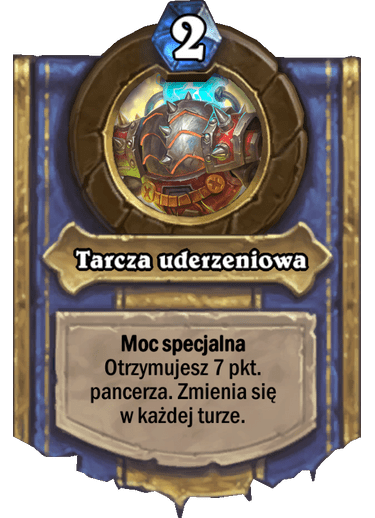 2
Tarcza uderzeniowa
Moc specjalna
Otrzymujesz 7 pkt.
pancerza. Zmienia się
w każdej turze.